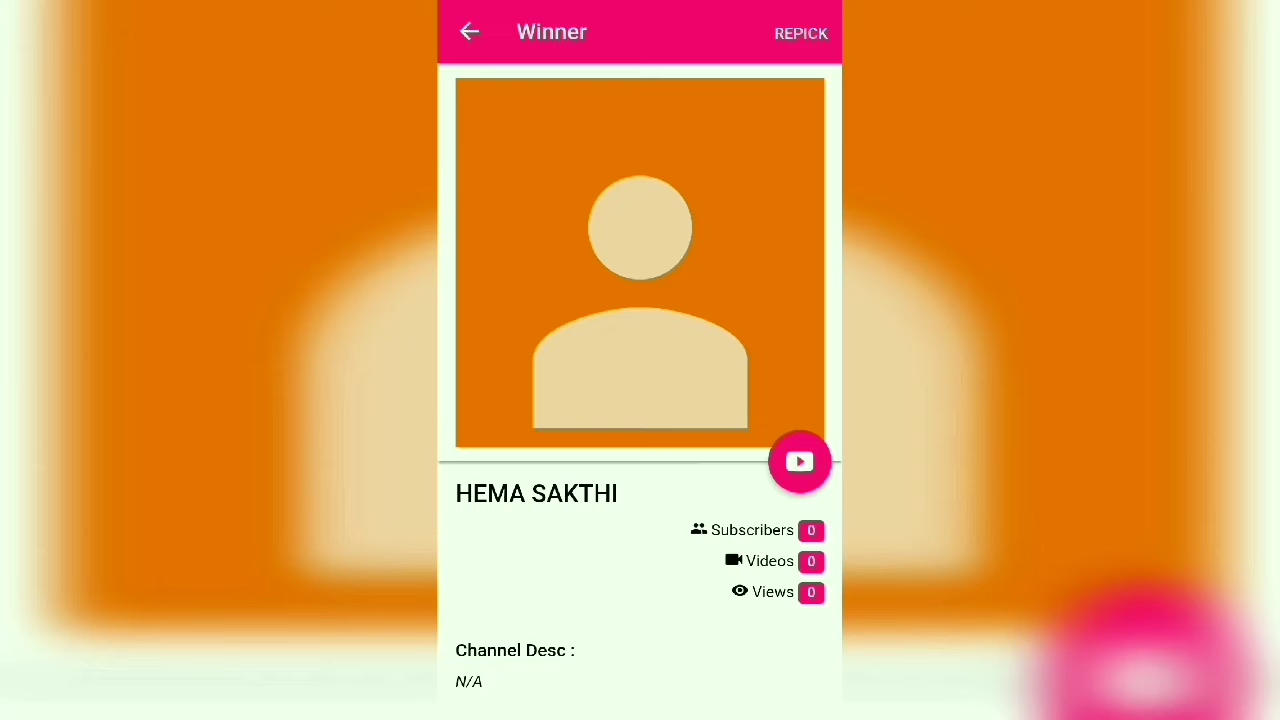 Winner
REPICK
HEMA SAKTHI
Subscribers 0
Videos 0
Views 0
Channel Desc :
N/A